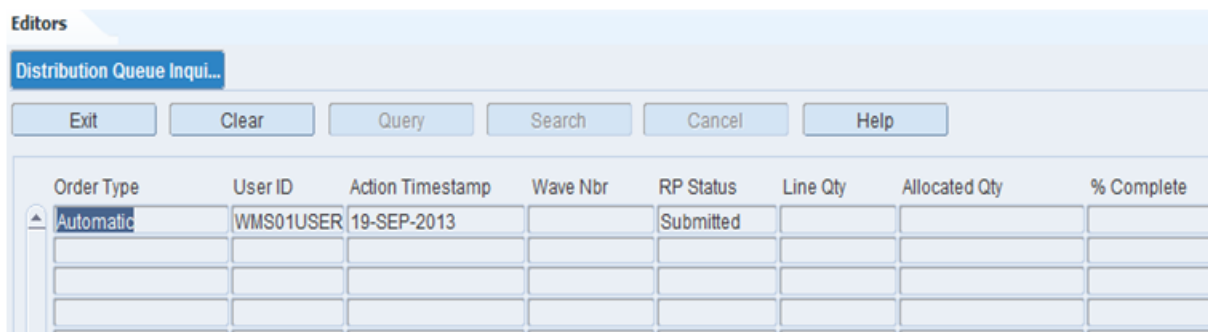 Editors
Distribution Queue Inqui...
Exit Clear Query Search Cancel Help
Order Type User ID Action Timestamp Wave Nbr RP Status Line Qty Allocated Qty % Complete
Automatic WMS01USER 19-SEP-2013 Submitted